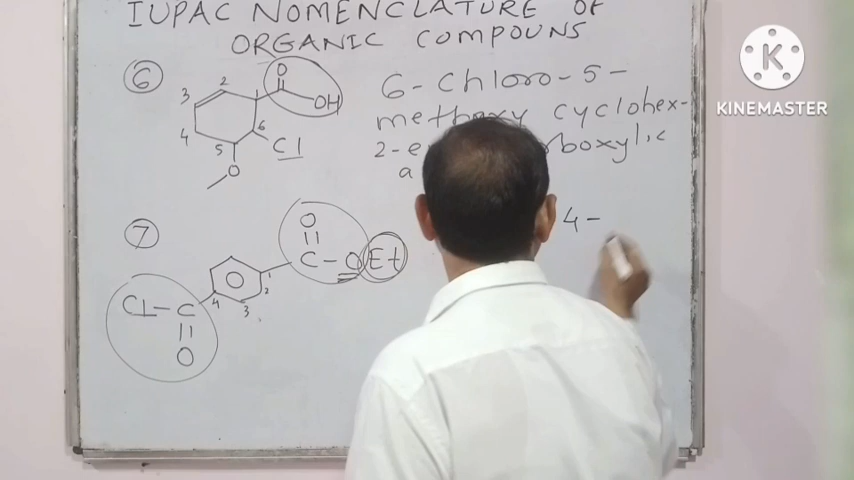 IUPAC NOMENCLATURE OF
ORGANIC COMPOUNS
6
O
OH
1
2
3
4
5
6
Cl
O
6-Chloro-5-
methoxy cyclohex-
2-e
boxylic
a
7
O
C-O Et
1
2
3
4
Cl-C
O
4-
K
KINEMASTER